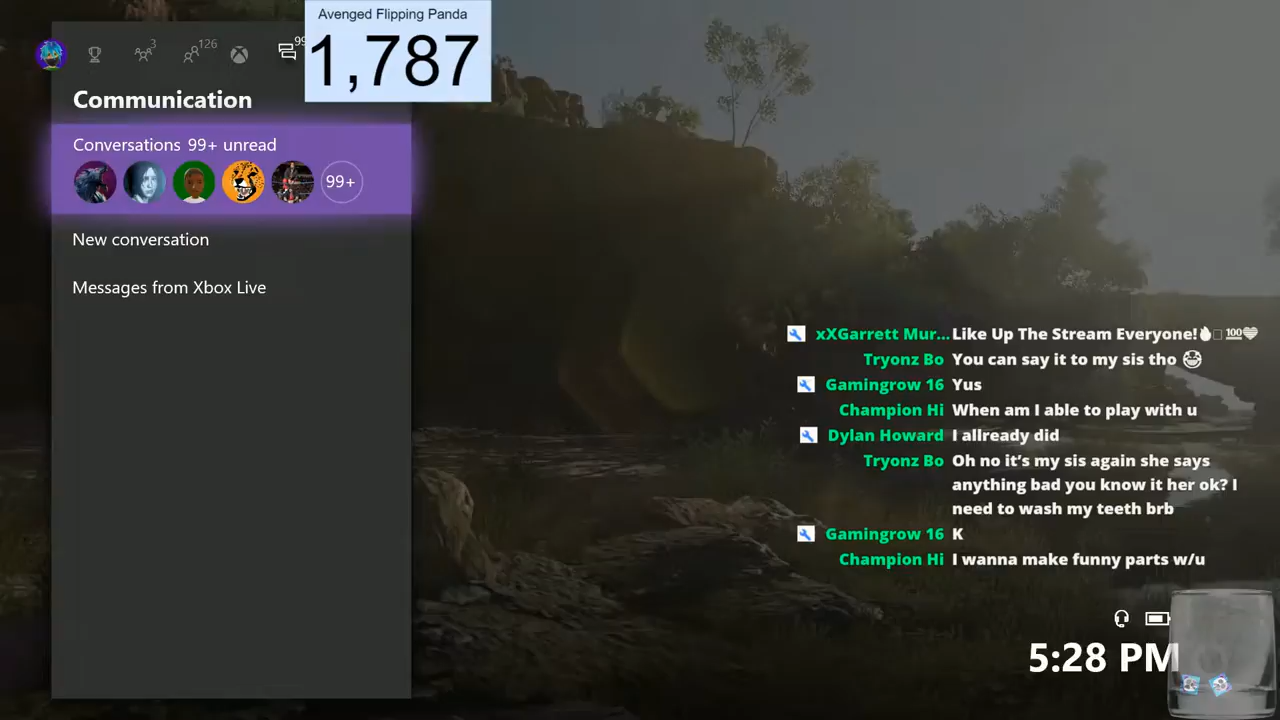 Avenged Flipping Panda
1,787
3
126
99
Communication
Conversations 99+ unread
99+
New conversation
Messages from Xbox Live
xXGarrett Mur... Like Up The Stream Everyone!🔥□💯❤
Tryonz Bo You can say it to my sis tho 😂
Gamingrow 16 Yus
Champion Hi When am I able to play with u
Dylan Howard I allready did
Tryonz Bo Oh no it's my sis again she says
anything bad you know it her ok? I
need to wash my teeth brb
Gamingrow 16 K
Champion Hi I wanna make funny parts w/u
5:28 PM